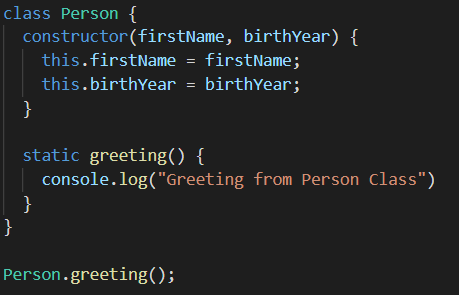 class Person {
  constructor(firstName, birthYear) {
    this.firstName = firstName;
    this.birthYear = birthYear;
  }

  static greeting() {
    console.log("Greeting from Person Class")
  }
}

Person.greeting();